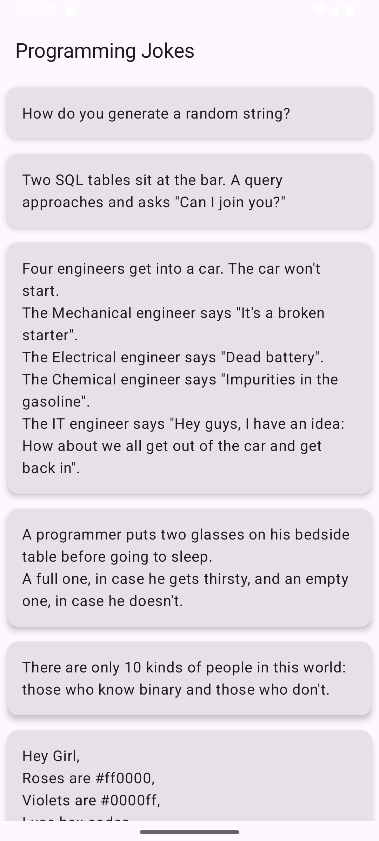 Programming Jokes
How do you generate a random string?
Two SQL tables sit at the bar. A query
approaches and asks "Can I join you?"
Four engineers get into a car. The car won't
start.
The Mechanical engineer says "It's a broken
starter".
The Electrical engineer says "Dead battery".
The Chemical engineer says "Impurities in the
gasoline".
The IT engineer says "Hey guys, I have an idea:
How about we all get out of the car and get
back in".
A programmer puts two glasses on his bedside
table before going to sleep.
A full one, in case he gets thirsty, and an empty
one, in case he doesn't.
There are only 10 kinds of people in this world:
those who know binary and those who don't.
Hey Girl,
Roses are #ff0000,
Violets are #0000ff,